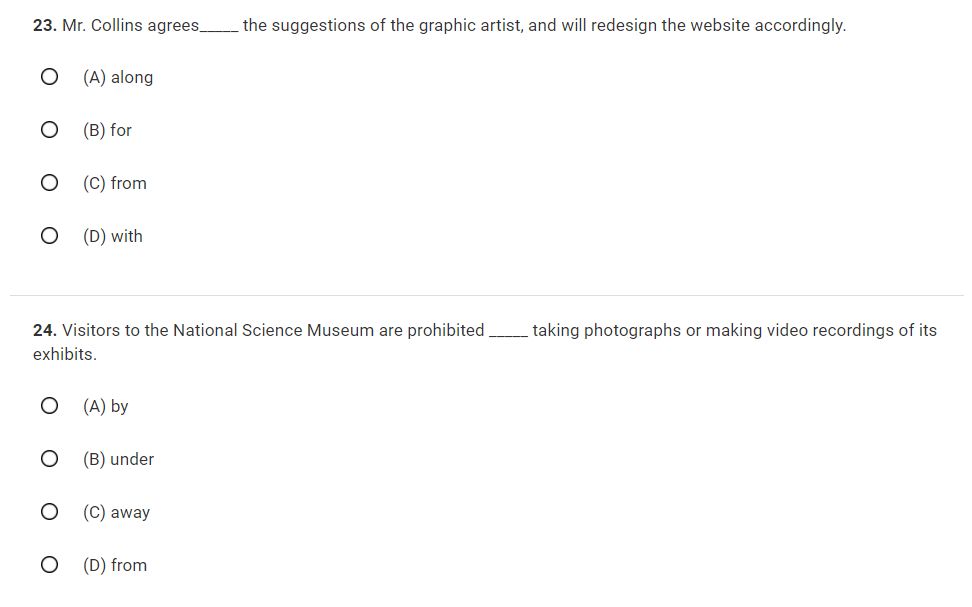 23. Mr. Collins agrees_____ the suggestions of the graphic artist, and will redesign the website accordingly.
(A) along
(B) for
(C) from
(D) with
24. Visitors to the National Science Museum are prohibited _____ taking photographs or making video recordings of its
exhibits.
(A) by
(B) under
(C) away
(D) from